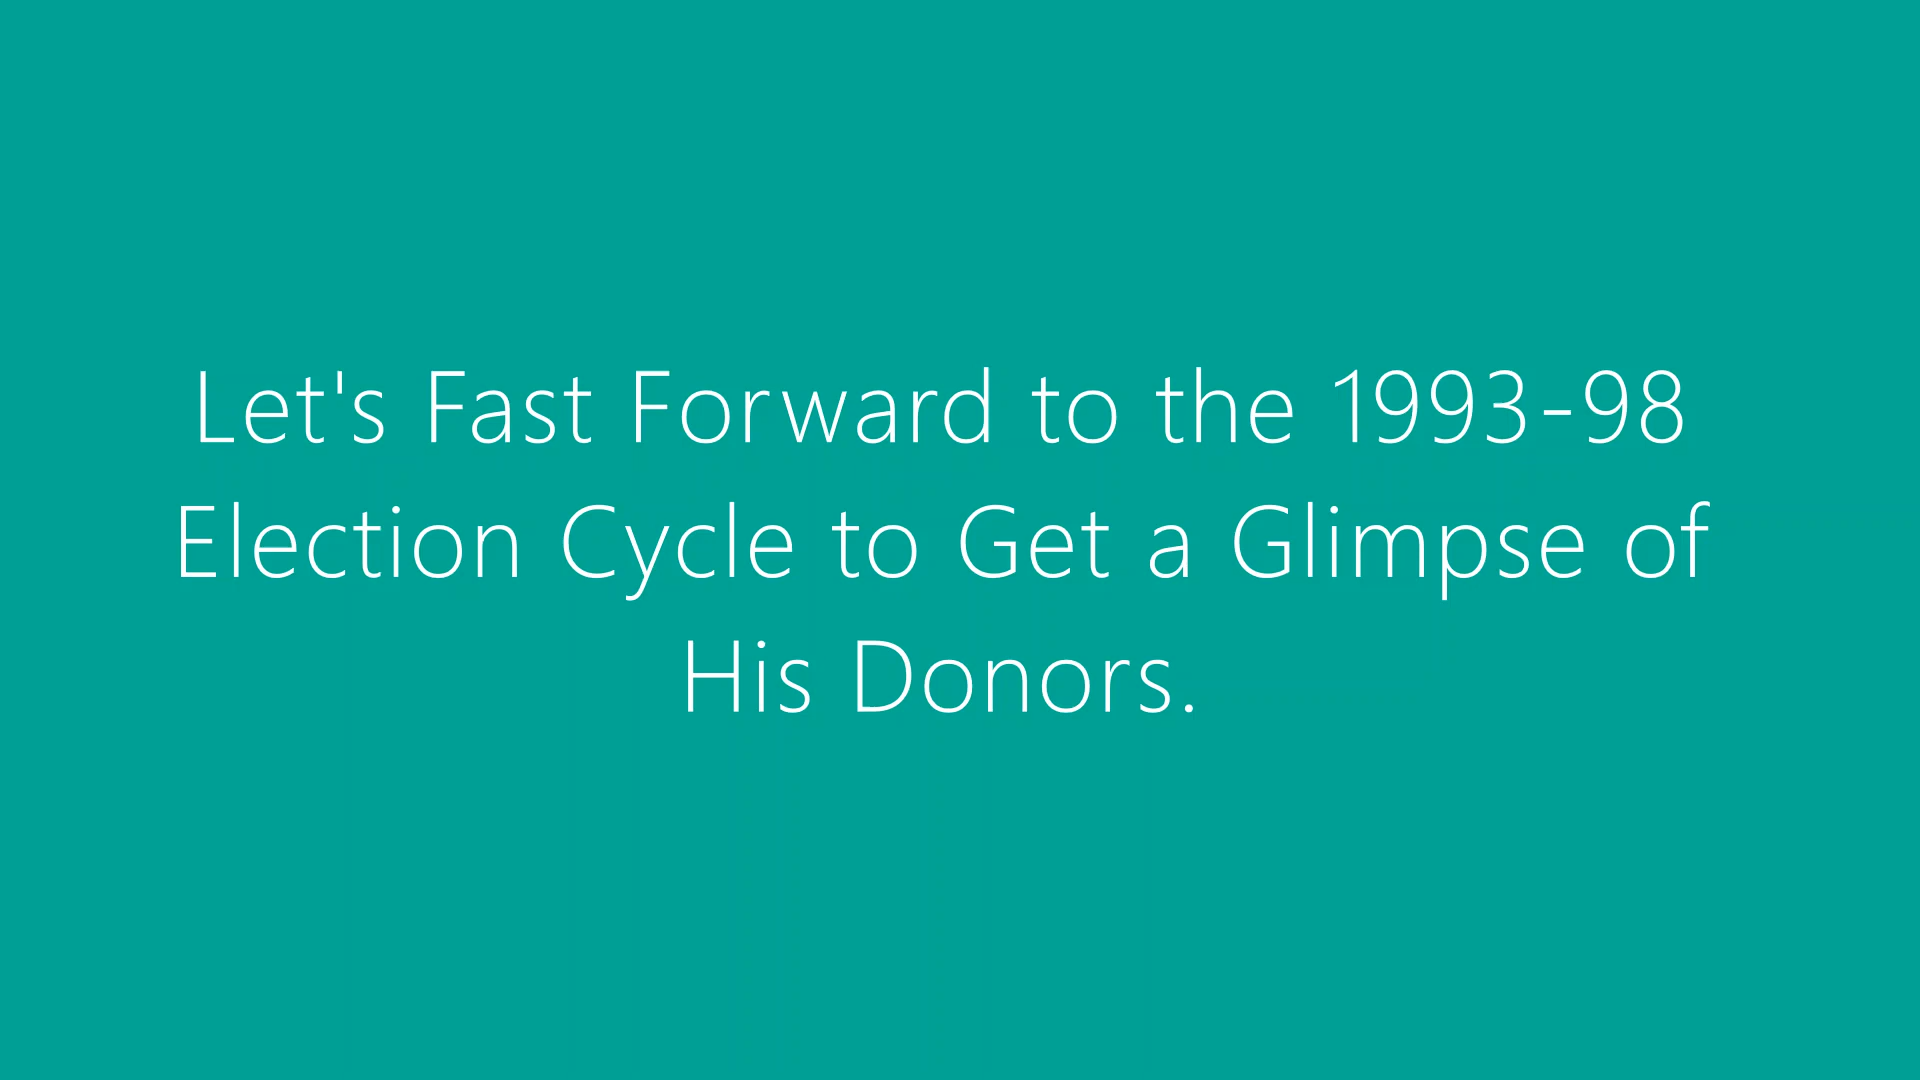 Let's Fast Forward to the 1993-98
Election Cycle to Get a Glimpse of
His Donors.